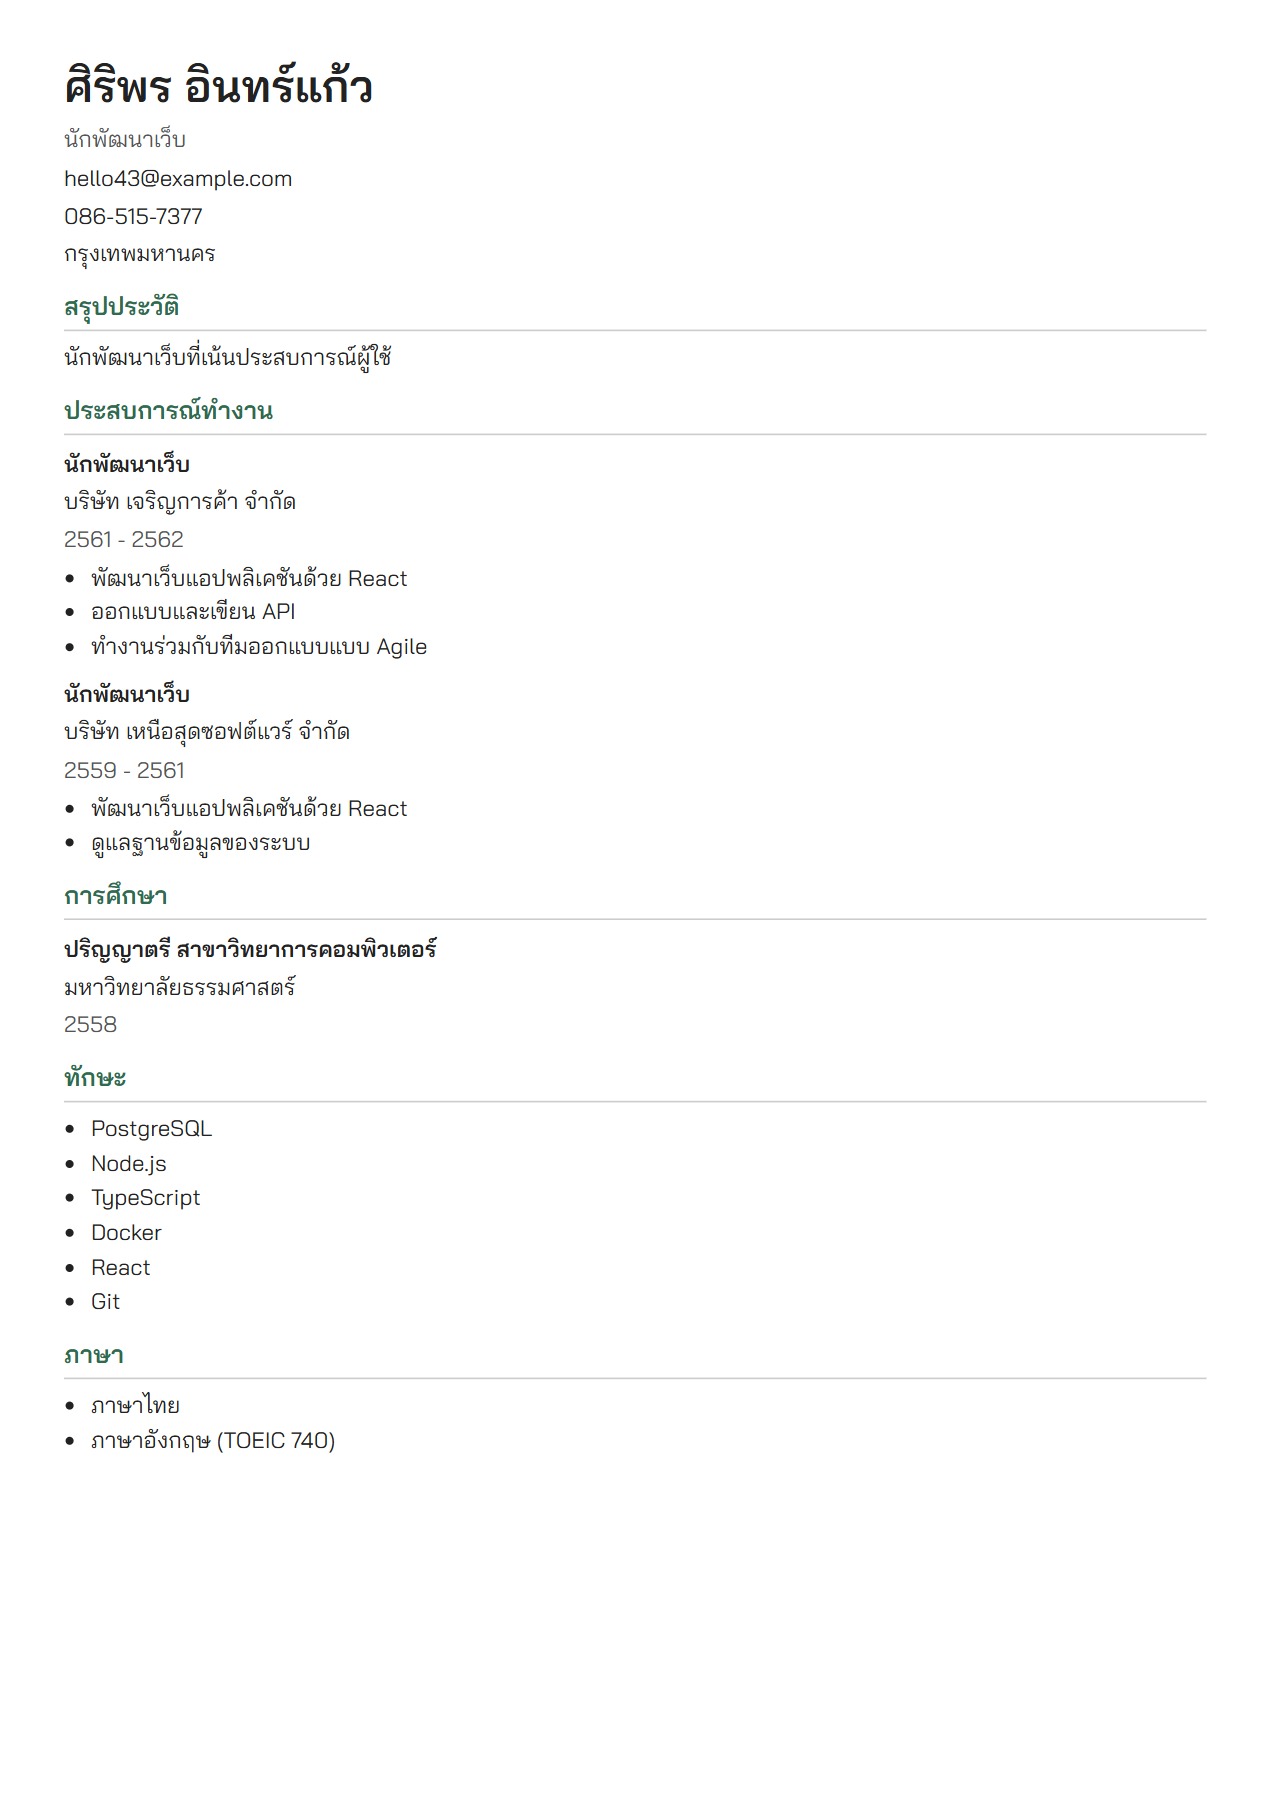 ศิริพร อินทร์แก้ว
นักพัฒนาเว็บ
hello43@example.com
086-515-7377
กรุงเทพมหานคร
สรุปประวัติ
นักพัฒนาเว็บที่เน้นประสบการณ์ผู้ใช้
ประสบการณ์ทำงาน
นักพัฒนาเว็บ
บริษัท เจริญการค้า จำกัด
2561 - 2562
• พัฒนาเว็บแอปพลิเคชันด้วย React
• ออกแบบและเขียน API
• ทำงานร่วมกับทีมออกแบบแบบ Agile
นักพัฒนาเว็บ
บริษัท เหนือสุดซอฟต์แวร์ จำกัด
2559 - 2561
• พัฒนาเว็บแอปพลิเคชันด้วย React
• ดูแลฐานข้อมูลของระบบ
การศึกษา
ปริญญาตรี สาขาวิทยาการคอมพิวเตอร์
มหาวิทยาลัยธรรมศาสตร์
2558
ทักษะ
• PostgreSQL
• Node.js
• TypeScript
• Docker
• React
• Git
ภาษา
• ภาษาไทย
• ภาษาอังกฤษ (TOEIC 740)